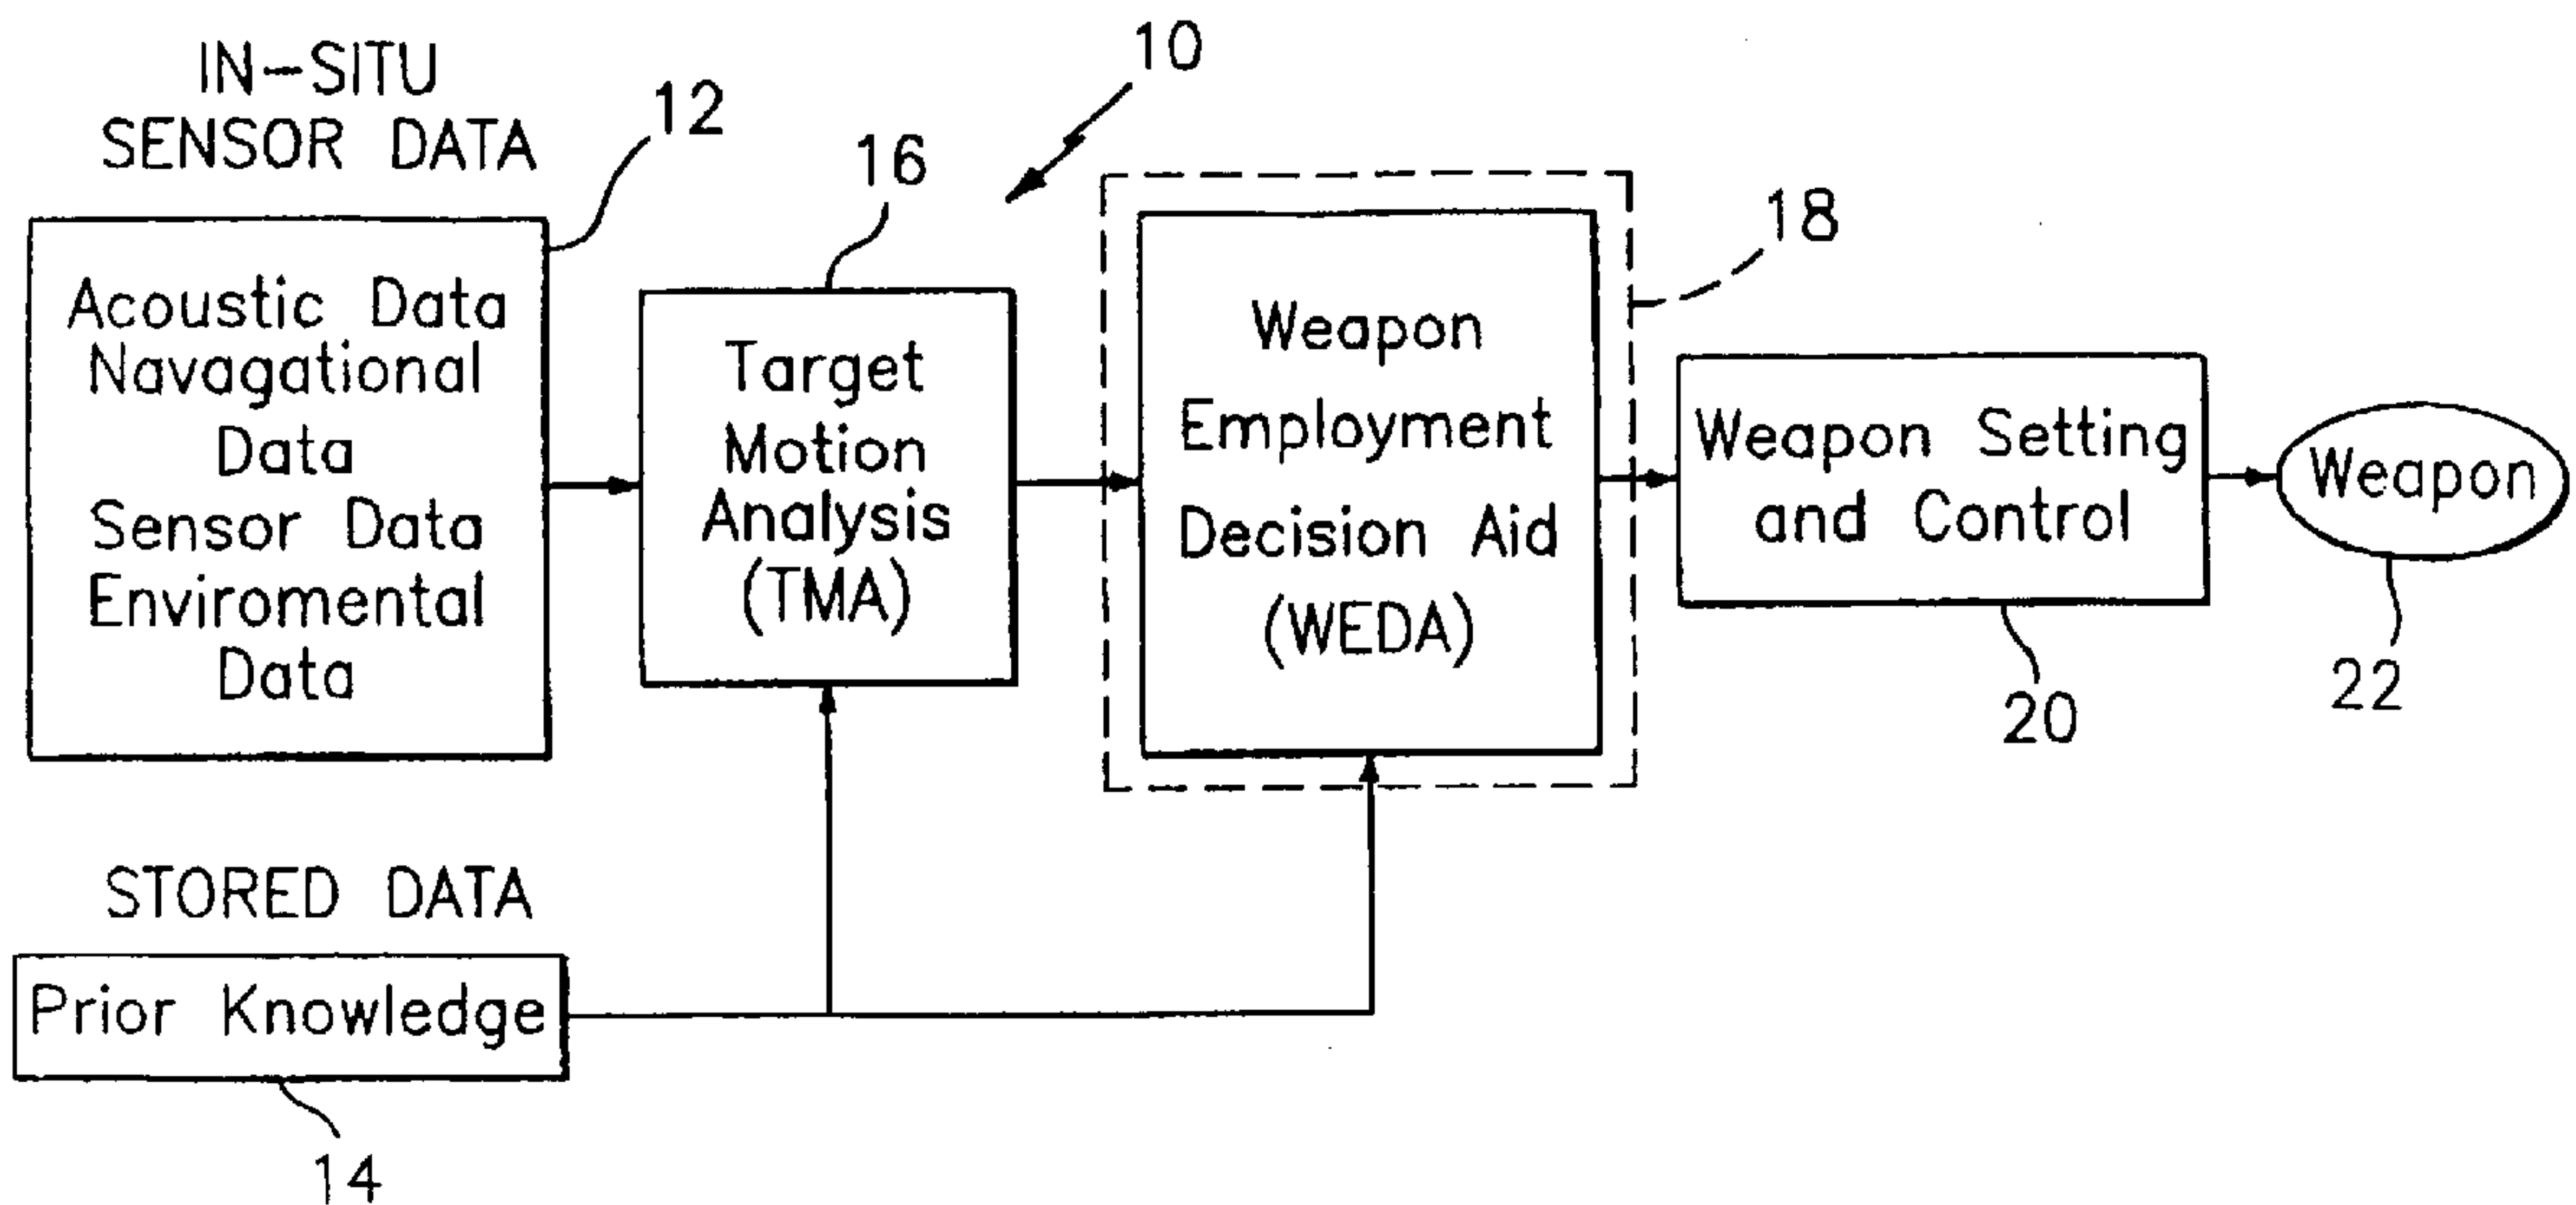 10
IN-SITU
SENSOR DATA
12
Acoustic Data
Navagational
Data
Sensor Data
Enviromental
Data
16
Target
Motion
Analysis
(TMA)
18
Weapon
Employment
Decision Aid
(WEDA)
Weapon Setting
and Control
20
Weapon
22
STORED DATA
Prior Knowledge
14